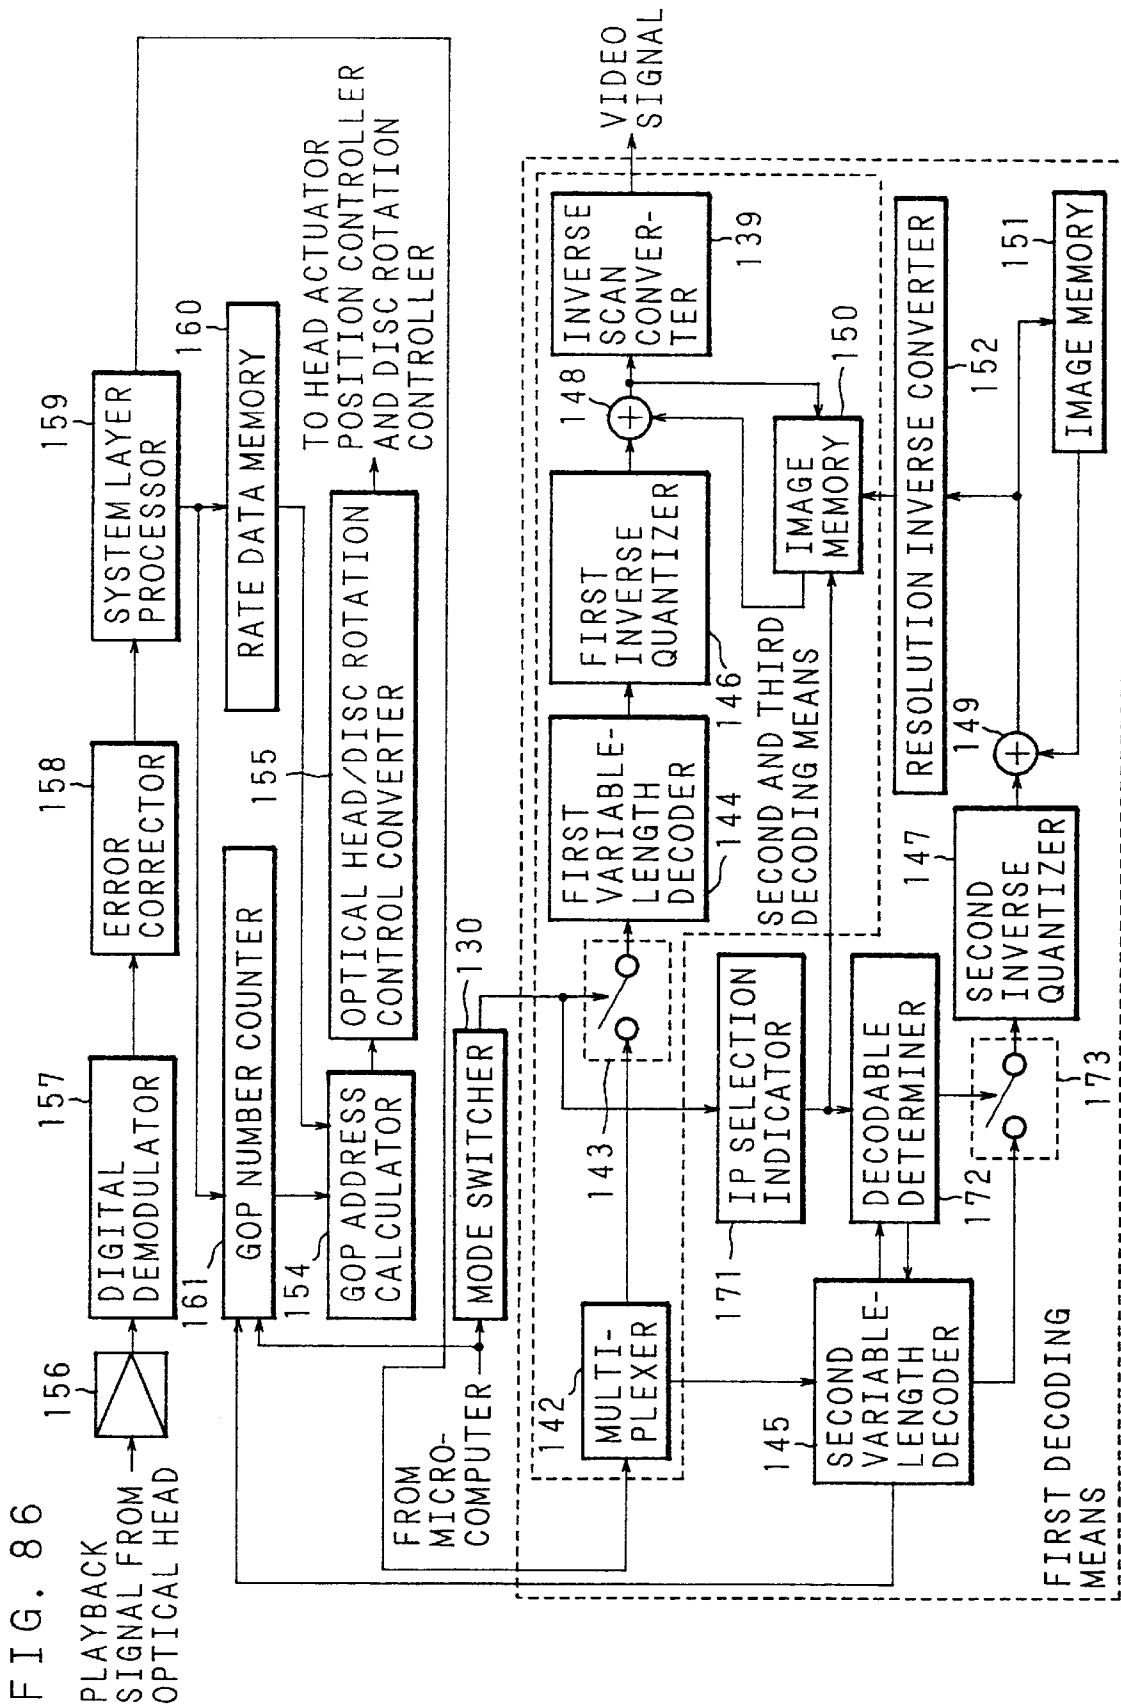 FIG. 86
PLAYBACK
SIGNAL FROM
OPTICAL HEAD
156
DIGITAL
DEMODULATOR
157
ERROR
CORRECTOR
158
SYSTEM LAYER
PROCESSOR
159
161
GOP NUMBER COUNTER
RATE DATA MEMORY
160
154
GOP ADDRESS
CALCULATOR
155
OPTICAL HEAD/DISC ROTATION
CONTROL CONVERTER
TO HEAD ACTUATOR
POSITION CONTROLLER
AND DISC ROTATION
CONTROLLER
FROM
MICRO-
COMPUTER
MODE SWITCHER
130
142
MULTI-
PLEXER
143
FIRST
VARIABLE-
LENGTH
DECODER
144
FIRST
INVERSE
QUANTIZER
146
148
INVERSE
SCAN
CONVER-
TER
139
VIDEO
SIGNAL
SECOND AND THIRD
DECODING MEANS
IMAGE
MEMORY
150
171
IP SELECTION
INDICATOR
145
SECOND
VARIABLE-
LENGTH
DECODER
DECODABLE
DETERMINER
172
173
147
SECOND
INVERSE
QUANTIZER
149
RESOLUTION INVERSE CONVERTER
152
151
IMAGE MEMORY
FIRST DECODING
MEANS